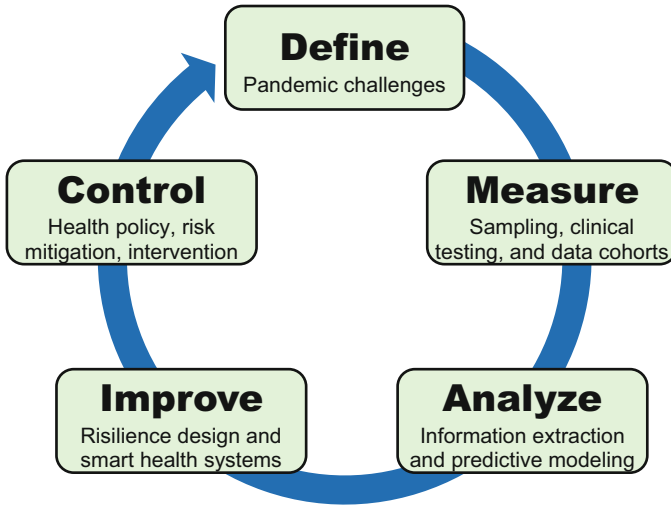 Define
Pandemic challenges
Measure
Sampling, clinical
testing, and data cohorts
Analyze
Information extraction
and predictive modeling
Improve
Risilience design and
smart health systems
Control
Health policy, risk
mitigation, intervention